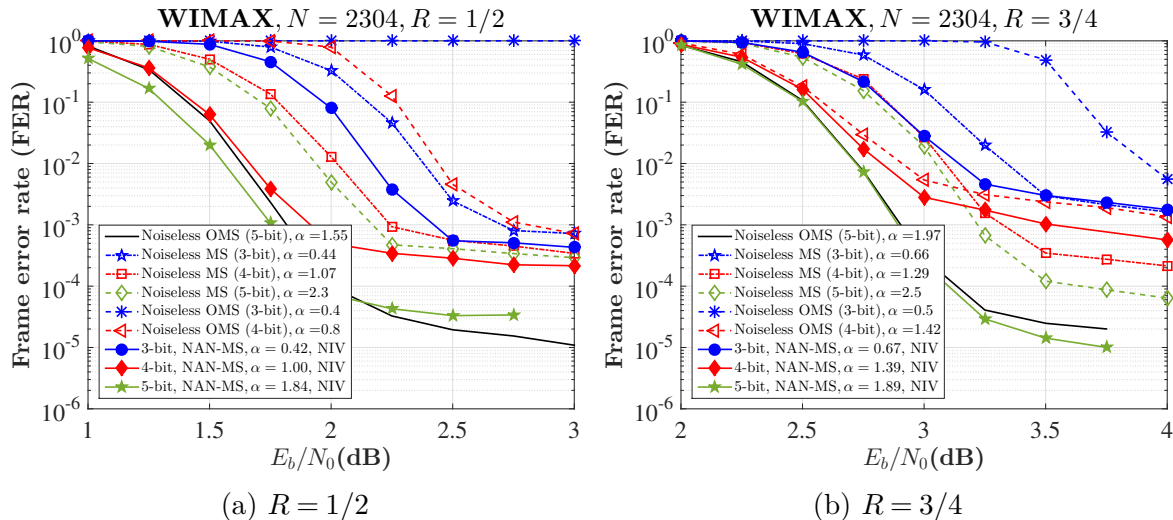 WIMAX, N = 2304, R = 1/2
Frame error rate (FER)
10^0
10^-1
10^-2
10^-3
10^-4
10^-5
10^-6
Noiseless OMS (5-bit), α =1.55
Noiseless MS (3-bit), α =0.44
Noiseless MS (4-bit), α =1.07
Noiseless MS (5-bit), α =2.3
Noiseless OMS (3-bit), α =0.4
Noiseless OMS (4-bit), α =0.8
3-bit, NAN-MS, α = 0.42, NIV
4-bit, NAN-MS, α = 1.00, NIV
5-bit, NAN-MS, α = 1.84, NIV
1 1.5 2 2.5 3
E_b/N_0(dB)
(a) R = 1/2
WIMAX, N = 2304, R = 3/4
Frame error rate (FER)
10^0
10^-1
10^-2
10^-3
10^-4
10^-5
10^-6
Noiseless OMS (5-bit), α =1.97
Noiseless MS (3-bit), α =0.66
Noiseless MS (4-bit), α =1.29
Noiseless MS (5-bit), α =2.5
Noiseless OMS (3-bit), α =0.5
Noiseless OMS (4-bit), α =1.42
3-bit, NAN-MS, α = 0.67, NIV
4-bit, NAN-MS, α = 1.39, NIV
5-bit, NAN-MS, α = 1.89, NIV
2 2.5 3 3.5 4
E_b/N_0(dB)
(b) R = 3/4